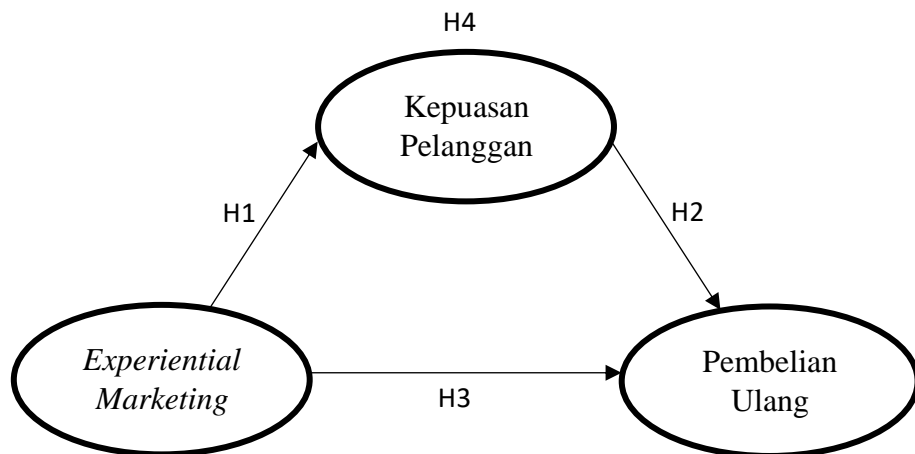 H4
Kepuasan
Pelanggan
H1
H2
Experiential
Marketing
H3
Pembelian
Ulang